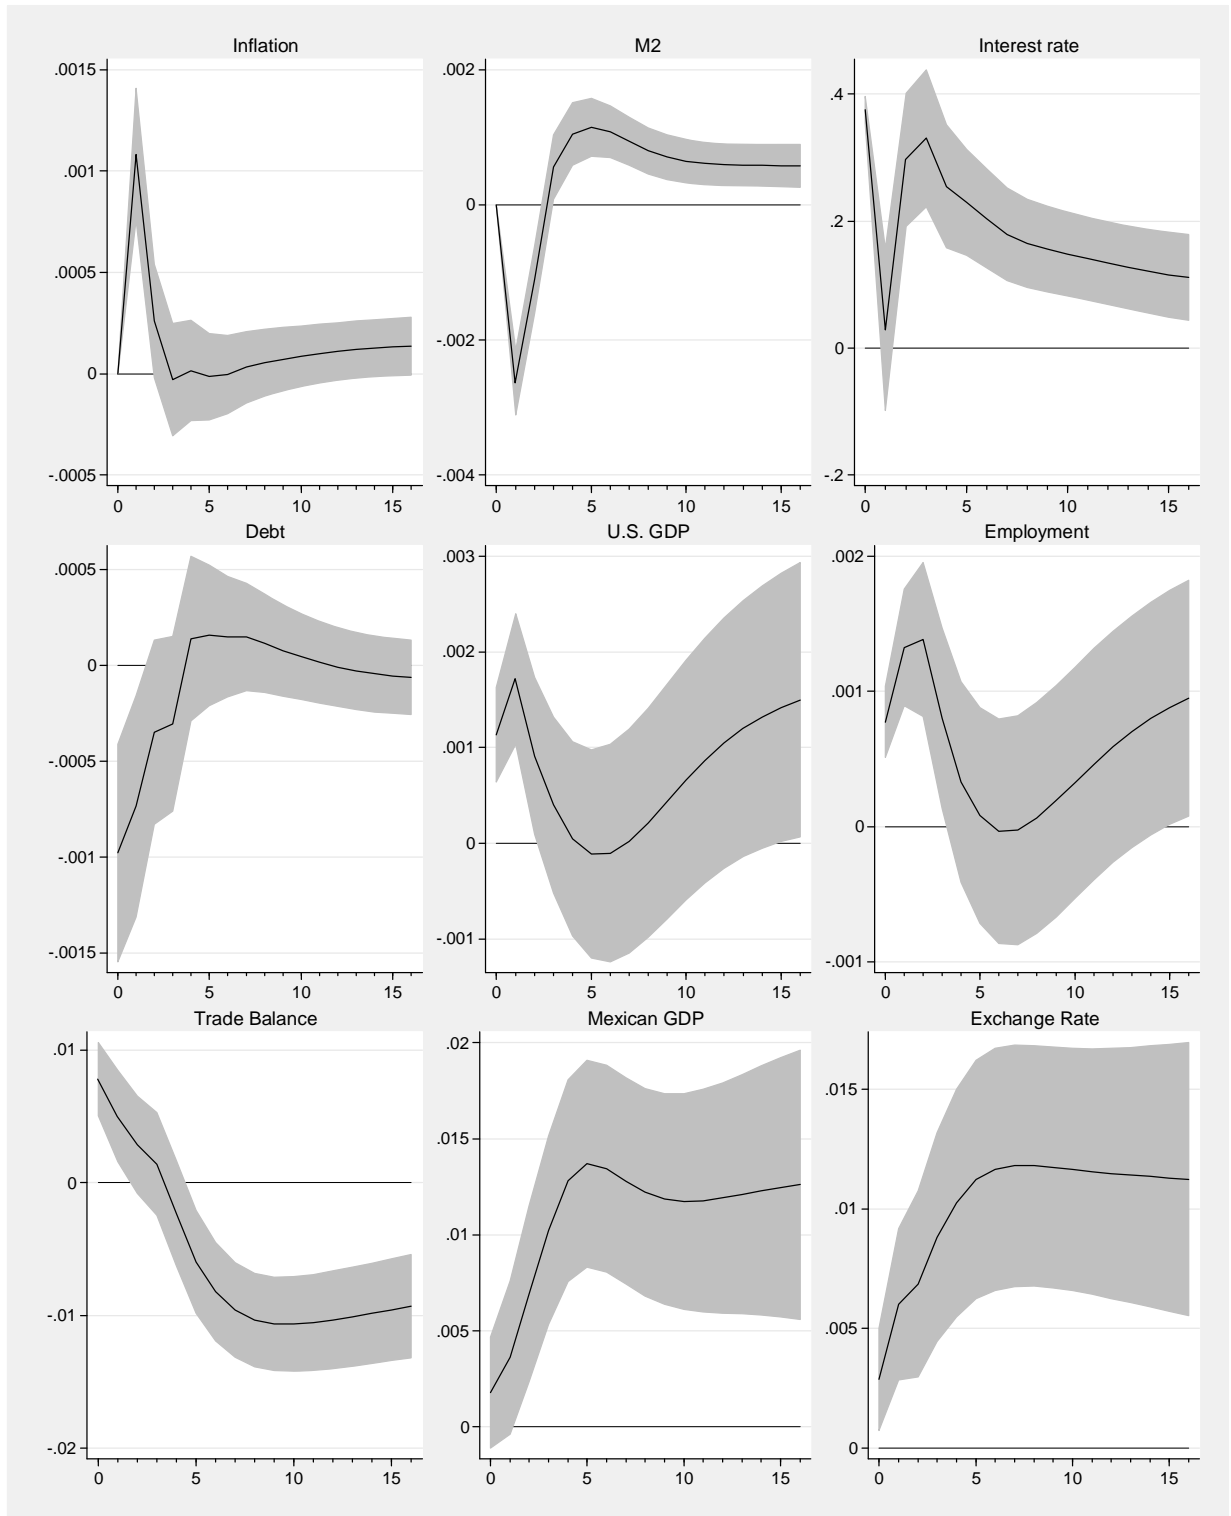 Inflation
.0015
.001
.0005
0
-.0005
0 5 10 15
M2
.002
0
-.002
-.004
0 5 10 15
Interest rate
.4
.2
0
-.2
0 5 10 15
Debt
.0005
0
-.0005
-.001
-.0015
0 5 10 15
U.S. GDP
.003
.002
.001
0
-.001
0 5 10 15
Employment
.002
.001
0
-.001
0 5 10 15
Trade Balance
.01
0
-.01
-.02
0 5 10 15
Mexican GDP
.02
.015
.01
.005
0
0 5 10 15
Exchange Rate
.015
.01
.005
0
0 5 10 15